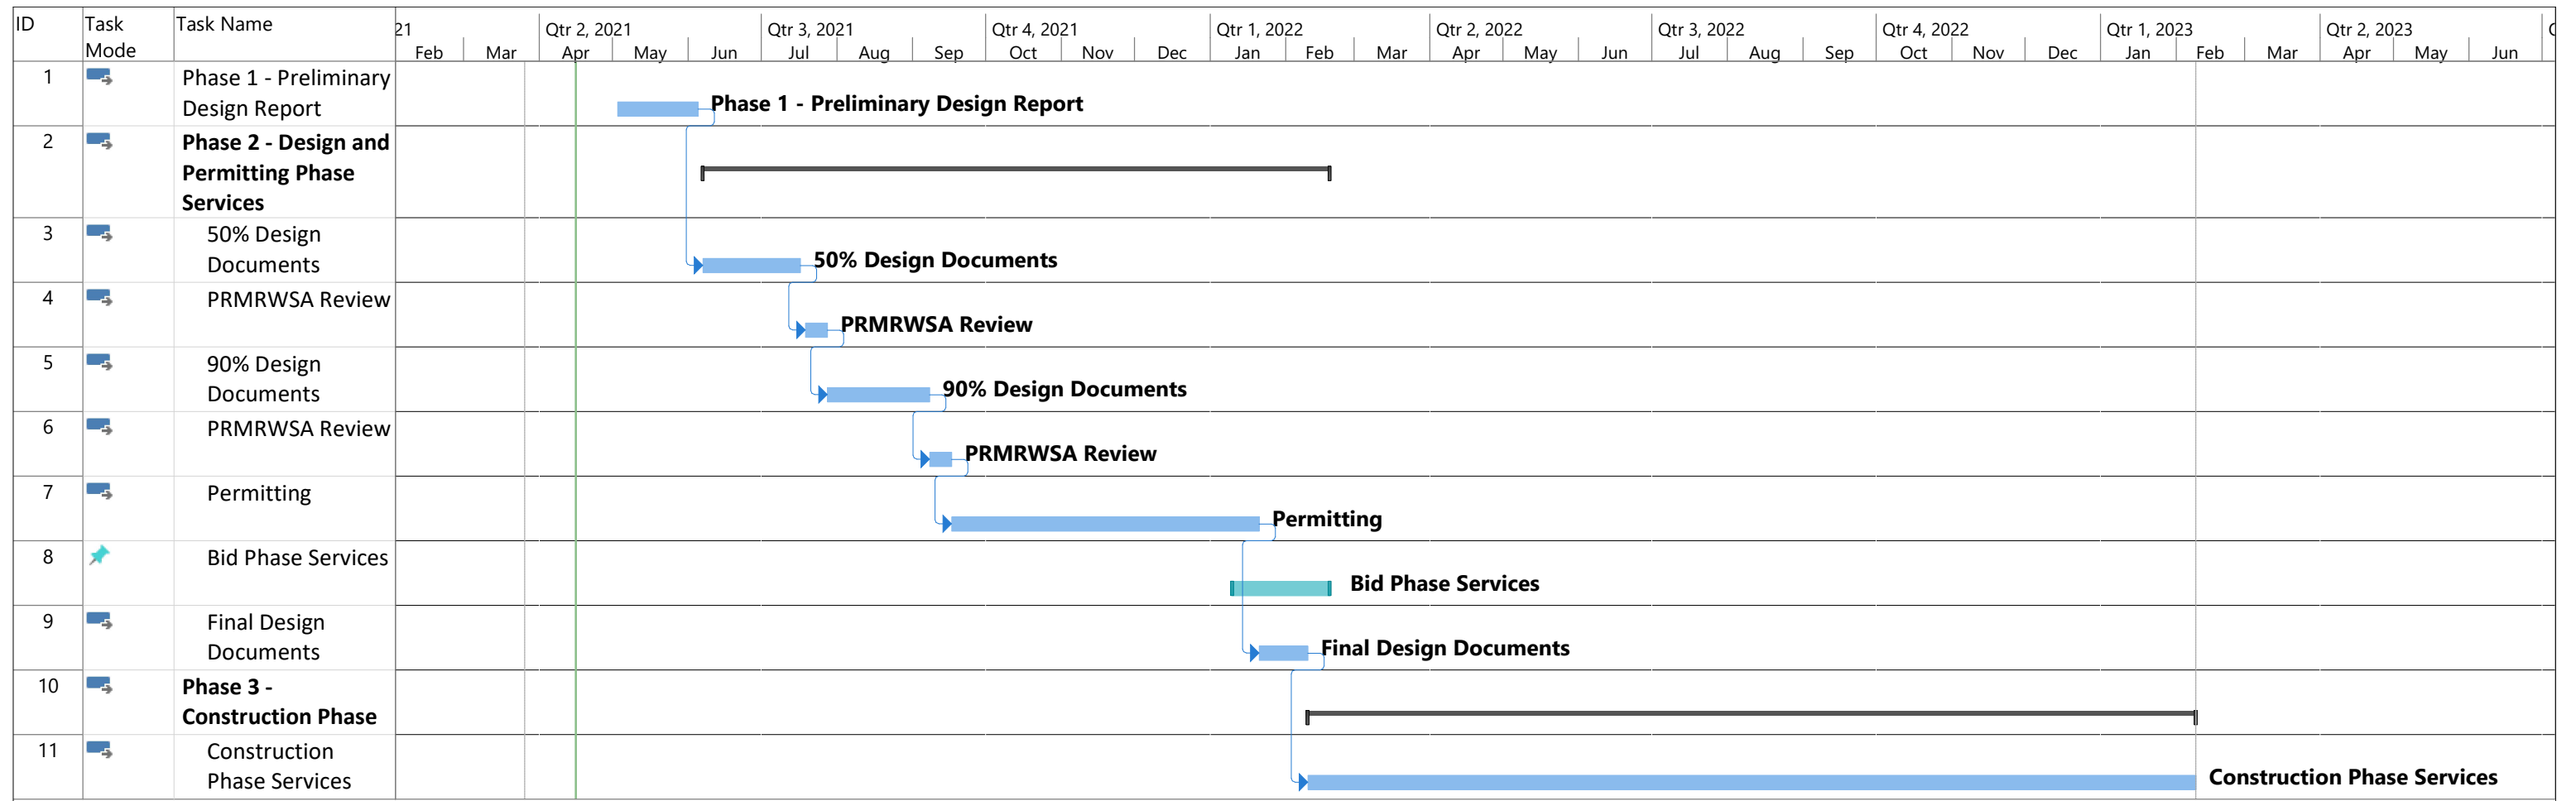 ID Task Mode Task Name
21 Qtr 2, 2021 Qtr 3, 2021 Qtr 4, 2021 Qtr 1, 2022 Qtr 2, 2022 Qtr 3, 2022 Qtr 4, 2022 Qtr 1, 2023 Qtr 2, 2023
Feb Mar Apr May Jun Jul Aug Sep Oct Nov Dec Jan Feb Mar Apr May Jun Jul Aug Sep Oct Nov Dec Jan Feb Mar Apr May Jun
1 Phase 1 - Preliminary
Design Report
Phase 1 - Preliminary Design Report
2 Phase 2 - Design and
Permitting Phase
Services
3 50% Design
Documents
50% Design Documents
4 PRMRWSA Review
PRMRWSA Review
5 90% Design
Documents
90% Design Documents
6 PRMRWSA Review
PRMRWSA Review
7 Permitting
Permitting
8 Bid Phase Services
Bid Phase Services
9 Final Design
Documents
Final Design Documents
10 Phase 3 -
Construction Phase
11 Construction
Phase Services
Construction Phase Services